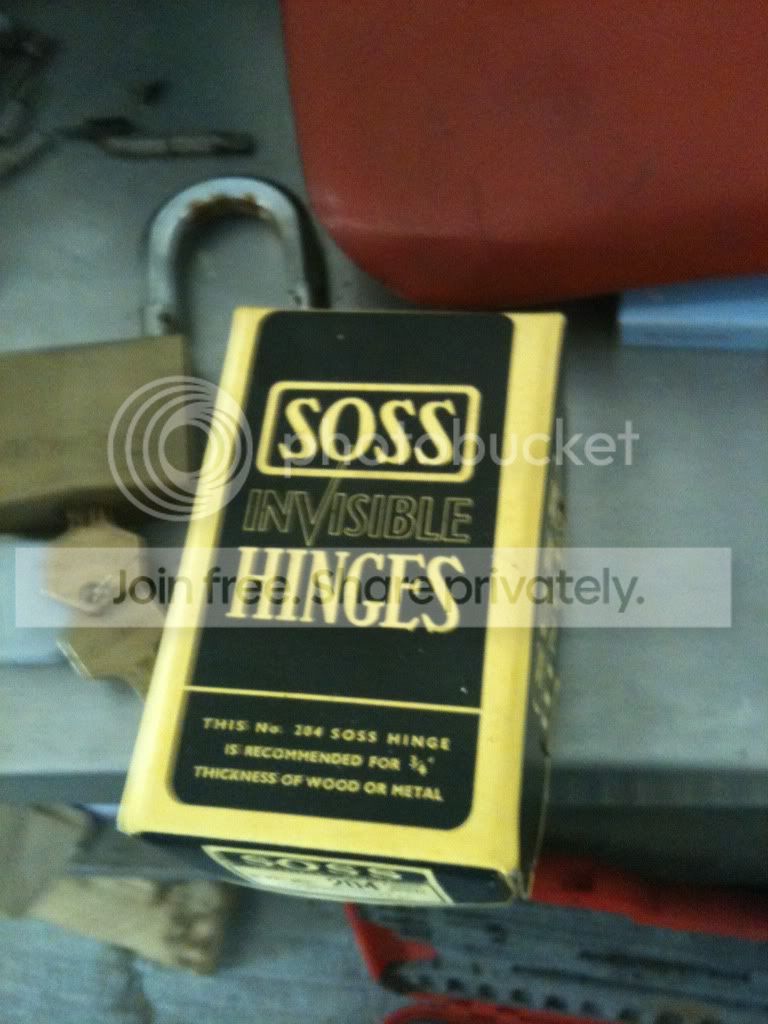 SOSS
photobucket
INVISIBLE
HINGES
Join free. Share privately.
THIS No. 204 SOSS HINGE
IS RECOMMENDED FOR 3/4"
THICKNESS OF WOOD OR METAL
SOSS
204